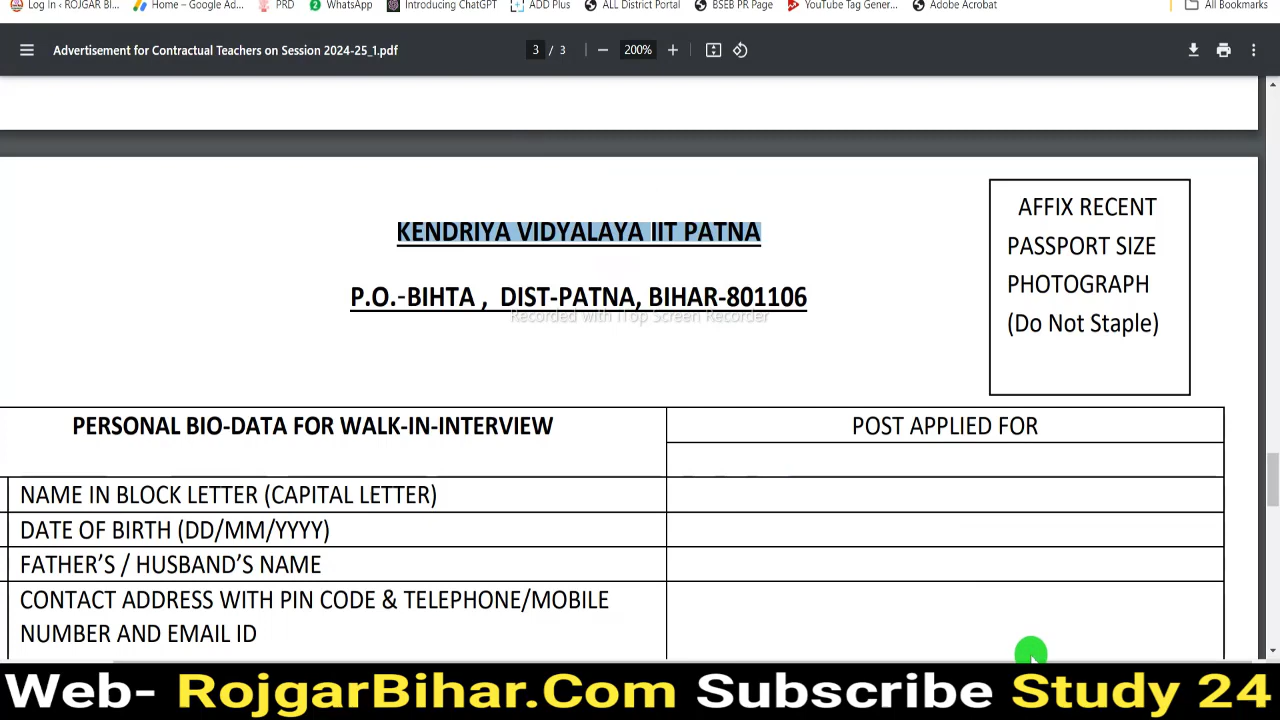 Log In ‹ ROJGAR BI... Home – Google Ad... PRD WhatsApp Introducing ChatGPT ADD Plus ALL District Portal BSEB PR Page YouTube Tag Gener... Adobe Acrobat All Bookmarks
Advertisement for Contractual Teachers on Session 2024-25_1.pdf 3 / 3 200%
KENDRIYA VIDYALAYA IIT PATNA
P.O.-BIHTA , DIST-PATNA, BIHAR-801106
Recorded with iTop Screen Recorder
AFFIX RECENT
PASSPORT SIZE
PHOTOGRAPH
(Do Not Staple)
PERSONAL BIO-DATA FOR WALK-IN-INTERVIEW POST APPLIED FOR
NAME IN BLOCK LETTER (CAPITAL LETTER)
DATE OF BIRTH (DD/MM/YYYY)
FATHER’S / HUSBAND’S NAME
CONTACT ADDRESS WITH PIN CODE & TELEPHONE/MOBILE
NUMBER AND EMAIL ID
Web- RojgarBihar.Com Subscribe Study 24